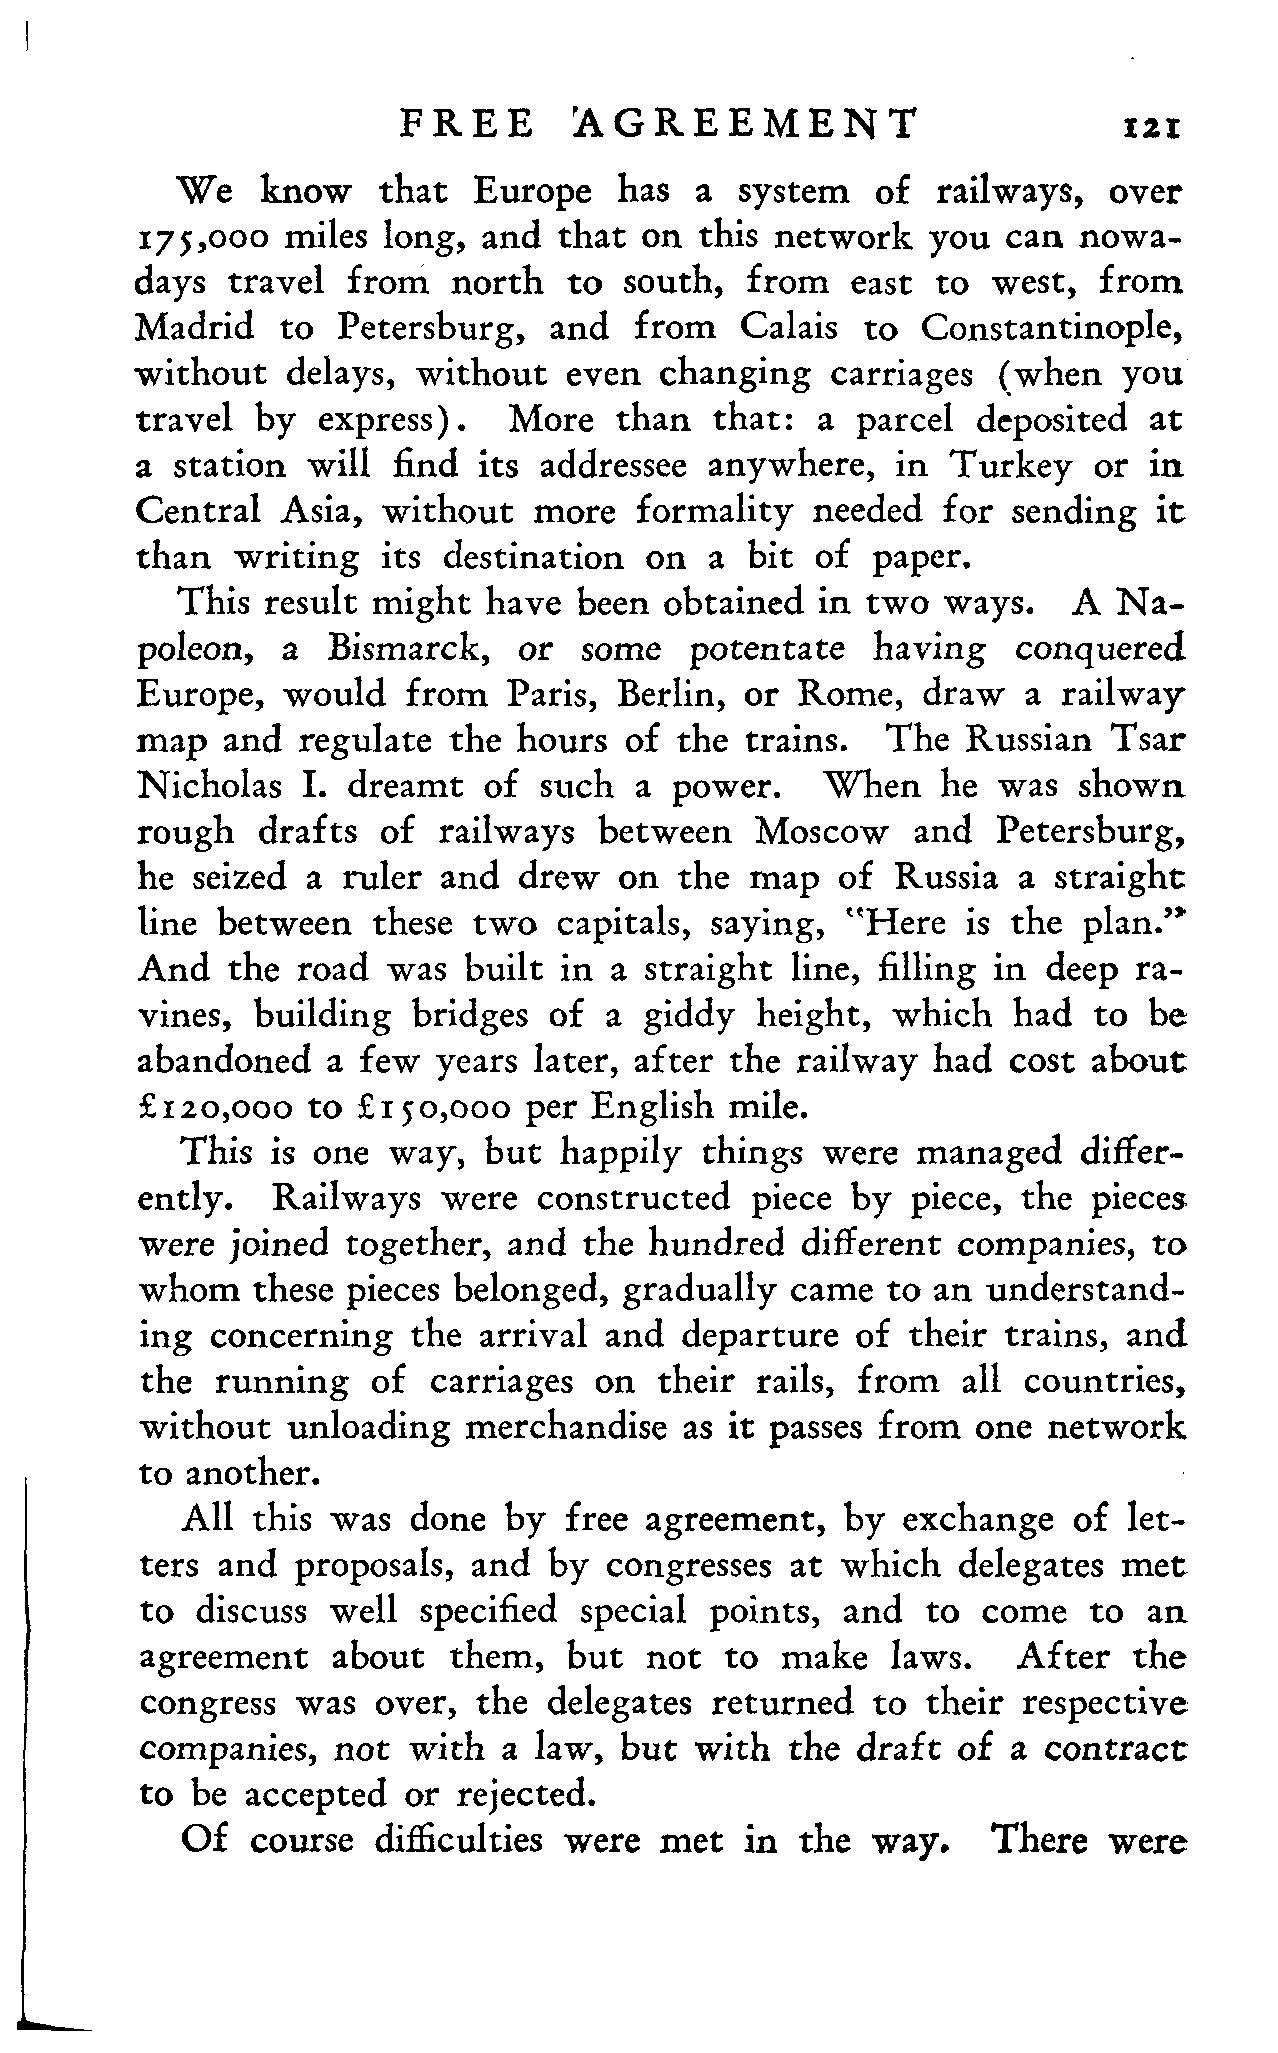 FREE AGREEMENT 121
We know that Europe has a system of railways, over
175,000 miles long, and that on this network you can nowa-
days travel from north to south, from east to west, from
Madrid to Petersburg, and from Calais to Constantinople,
without delays, without even changing carriages (when you
travel by express). More than that: a parcel deposited at
a station will find its addressee anywhere, in Turkey or in
Central Asia, without more formality needed for sending it
than writing its destination on a bit of paper.
This result might have been obtained in two ways. A Na-
poleon, a Bismarck, or some potentate having conquered
Europe, would from Paris, Berlin, or Rome, draw a railway
map and regulate the hours of the trains. The Russian Tsar
Nicholas I. dreamt of such a power. When he was shown
rough drafts of railways between Moscow and Petersburg,
he seized a ruler and drew on the map of Russia a straight
line between these two capitals, saying, "Here is the plan."
And the road was built in a straight line, filling in deep ra-
vines, building bridges of a giddy height, which had to be
abandoned a few years later, after the railway had cost about
£120,000 to £150,000 per English mile.
This is one way, but happily things were managed differ-
ently. Railways were constructed piece by piece, the pieces
were joined together, and the hundred different companies, to
whom these pieces belonged, gradually came to an understand-
ing concerning the arrival and departure of their trains, and
the running of carriages on their rails, from all countries,
without unloading merchandise as it passes from one network
to another.
All this was done by free agreement, by exchange of let-
ters and proposals, and by congresses at which delegates met
to discuss well specified special points, and to come to an
agreement about them, but not to make laws. After the
congress was over, the delegates returned to their respective
companies, not with a law, but with the draft of a contract
to be accepted or rejected.
Of course difficulties were met in the way. There were